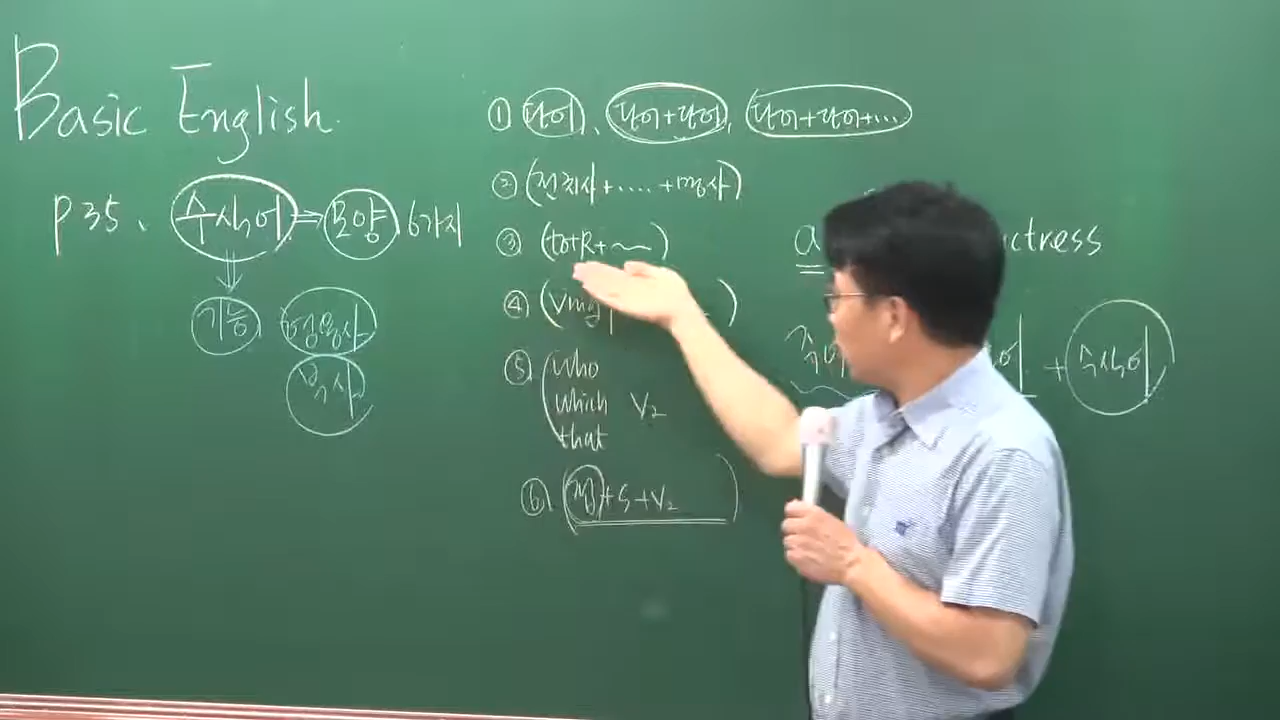 Basic English.
P 35. 수식어 ⇒ 모양 6가지
⇓
기능 형용사
부사
① 단어, 단어+단어, 단어+단어+...
② (전치사+....+명사)
③ (to+R+~)
④ (Ving
⑤ (who
which V₂
that
⑥ (접+S+V₂ )
a ctress
+ 수식어